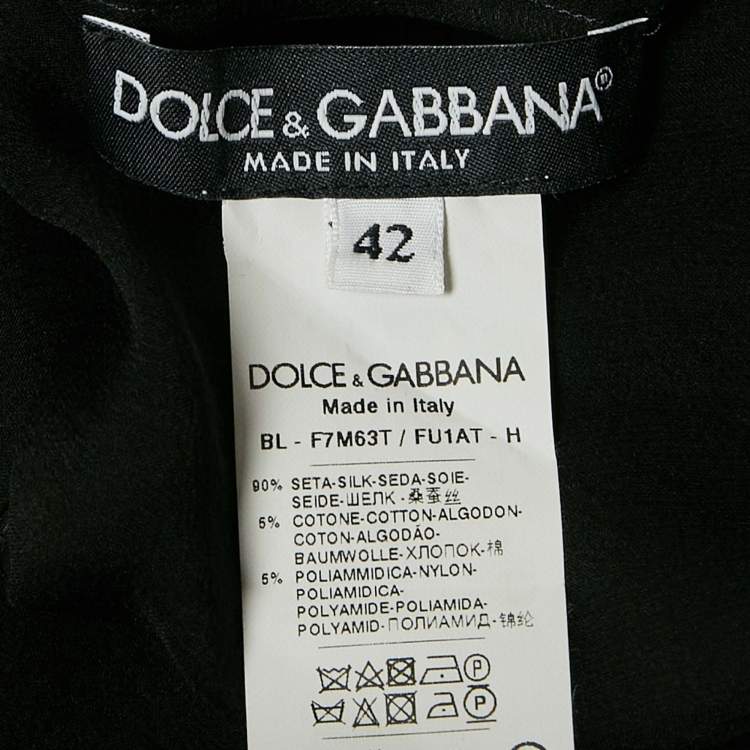 DOLCE & GABBANA®
MADE IN ITALY
42
DOLCE & GABBANA
Made in Italy
BL - F7M63T / FU1AT - H
90% SETA-SILK-SEDA-SOIE-
SEIDE-ШЕЛК-桑蚕丝
5% COTONE-COTTON-ALGODON-
COTON-ALGODÃO-
BAUMWOLLE-ХЛОПОК-棉
5% POLIAMMIDICA-NYLON-
POLIAMIDICA-
POLYAMIDE-POLIAMIDA-
POLYAMID-ПОЛИАМИД-锦纶
P
P